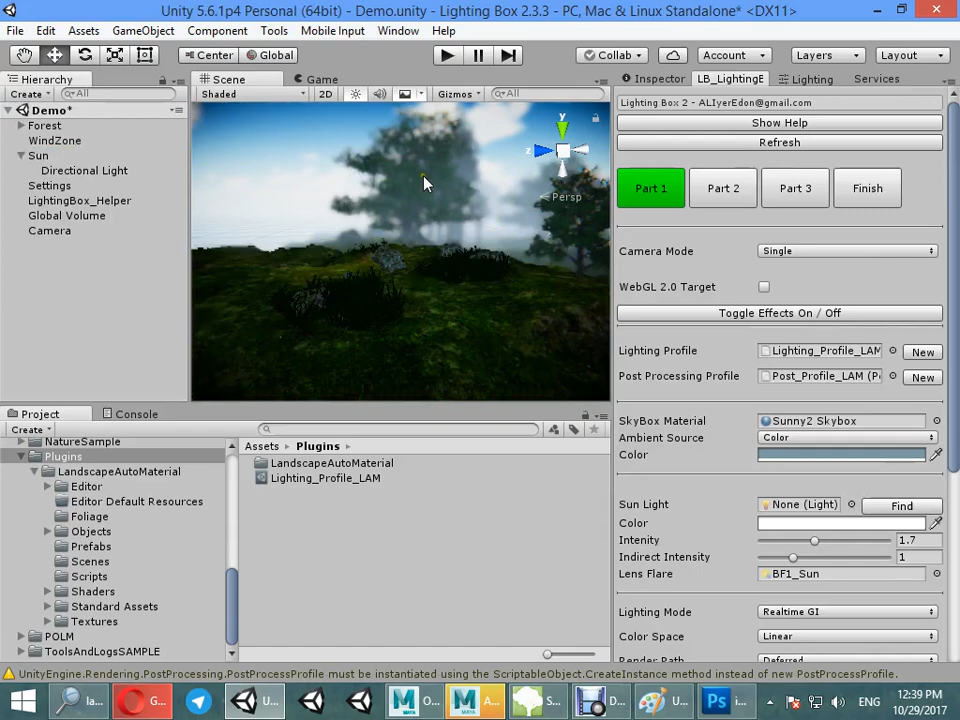 Unity 5.6.1p4 Personal (64bit) - Demo.unity - Lighting Box 2.3.3 - PC, Mac & Linux Standalone* <DX11>
File Edit Assets GameObject Component Tools Mobile Input Window Help
Center Global Collab Account Layers Layout
Hierarchy Scene Game Inspector LB_LightingE Lighting Services
Create All Shaded 2D Gizmos All Lighting Box 2 - ALIyerEdon@gmail.com
Demo*
Forest
WindZone
Sun
Directional Light
Settings
LightingBox_Helper
Global Volume
Camera
y
z
Persp
Show Help
Refresh
Part 1 Part 2 Part 3 Finish
Camera Mode Single
WebGL 2.0 Target
Toggle Effects On / Off
Lighting Profile Lighting_Profile_LAM New
Post Processing Profile Post_Profile_LAM (P New
SkyBox Material Sunny2 Skybox
Ambient Source Color
Color
Sun Light None (Light) Find
Color
Intenity 1.7
Indirect Intensity 1
Lens Flare BF1_Sun
Lighting Mode Realtime GI
Color Space Linear
Render Path Deferred
Project Console
Create
NatureSample
Plugins
LandscapeAutoMaterial
Editor
Editor Default Resources
Foliage
Objects
Prefabs
Scenes
Scripts
Shaders
Standard Assets
Textures
POLM
ToolsAndLogsSAMPLE
Assets Plugins
LandscapeAutoMaterial
Lighting_Profile_LAM
UnityEngine.Rendering.PostProcessing.PostProcessProfile must be instantiated using the ScriptableObject.CreateInstance method instead of new PostProcessProfile.
la... G... U... O... A... S... D... U... Ps i... ENG 12:39 PM
10/29/2017